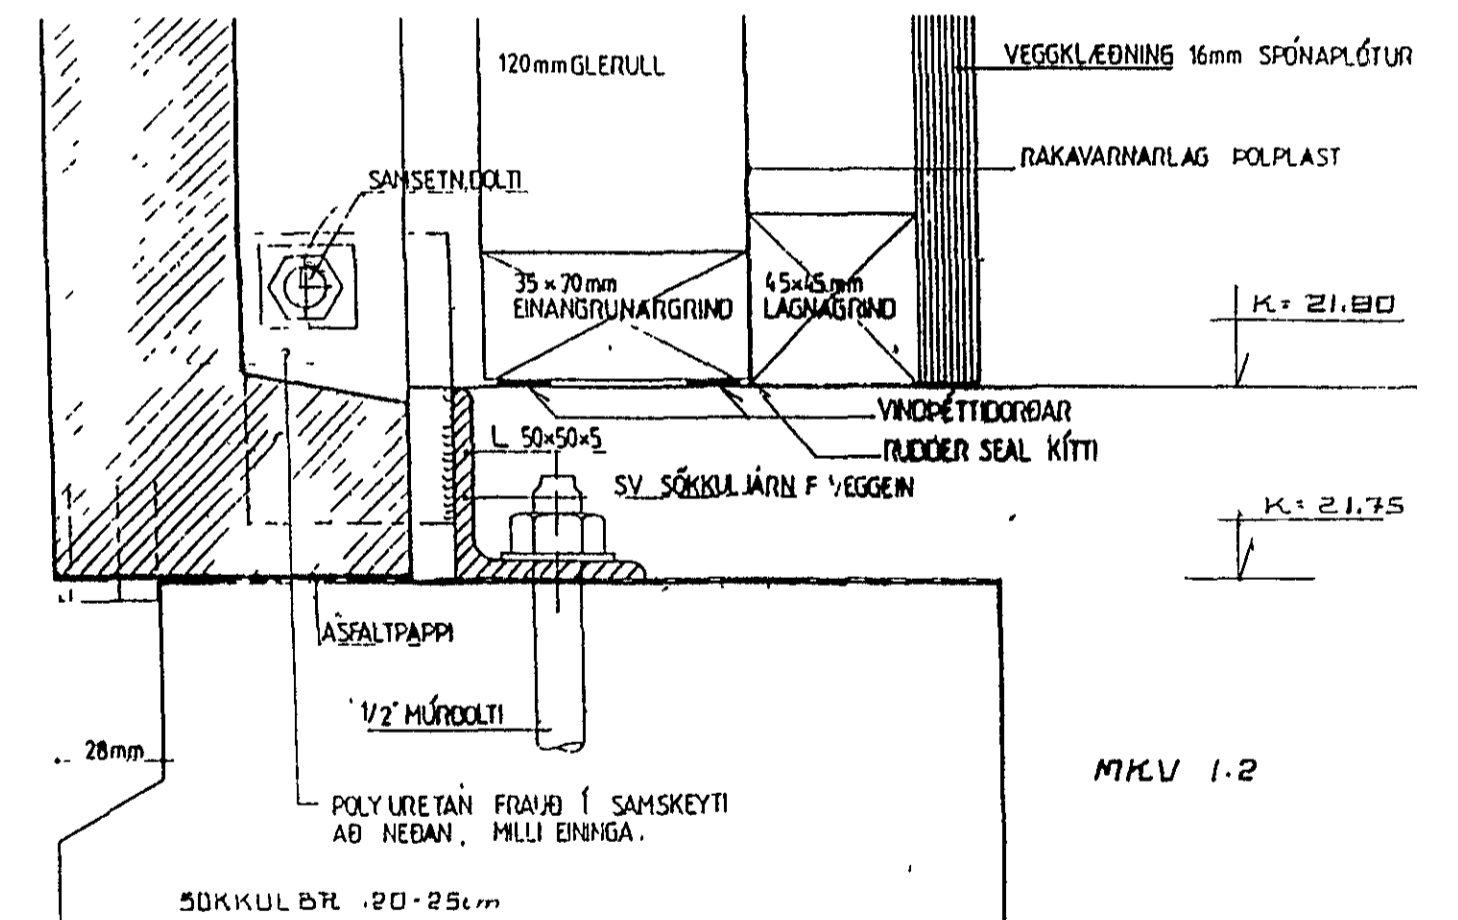 120mm GLERULL
VEGGKLÆÐNING 16mm SPÓNAPLÓTUR
RAKAVARNARLAG POLPLAST
SAMSETN.BOLTI
35 × 70mm
EINANGRUNARGRIND
45×45mm
LAGNAGRIND
K= 21.80
VINDÞÉTTIBORÐAR
RUBBER SEAL KÍTTI
L 50×50×5
SV SÖKKULJÁRN F VEGGEIN
K= 21.75
ASFALTPAPPI
1/2" MÚRBOLTI
28mm
MKV 1.2
POLYURETAN FRAUÐ Í SAMSKEYTI
AÐ NEÐAN, MILLI EININGA.
SÖKKULBR .20-25cm